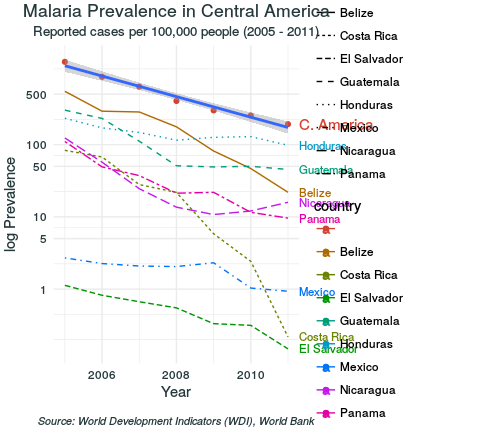 Malaria Prevalence in Central America
Reported cases per 100,000 people (2005 - 2011)
log Prevalence
500
100
50
10
5
1
2006
2008
2010
Year
C. America
Honduras
Guatemala
Belize
Nicaragua
Panama
Mexico
Costa Rica
El Salvador
Belize
Costa Rica
El Salvador
Guatemala
Honduras
Mexico
Nicaragua
Panama
country
Belize
Costa Rica
El Salvador
Guatemala
Honduras
Mexico
Nicaragua
Panama
Source: World Development Indicators (WDI), World Bank